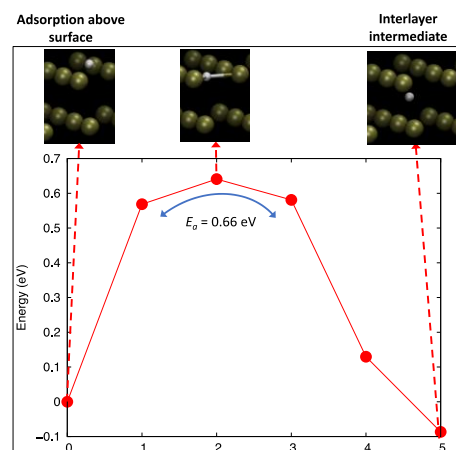 Adsorption above
surface
Interlayer
intermediate
0.7
0.6
0.5
0.4
0.3
0.2
0.1
0
−0.1
Energy (eV)
Ea = 0.66 eV
0 1 2 3 4 5